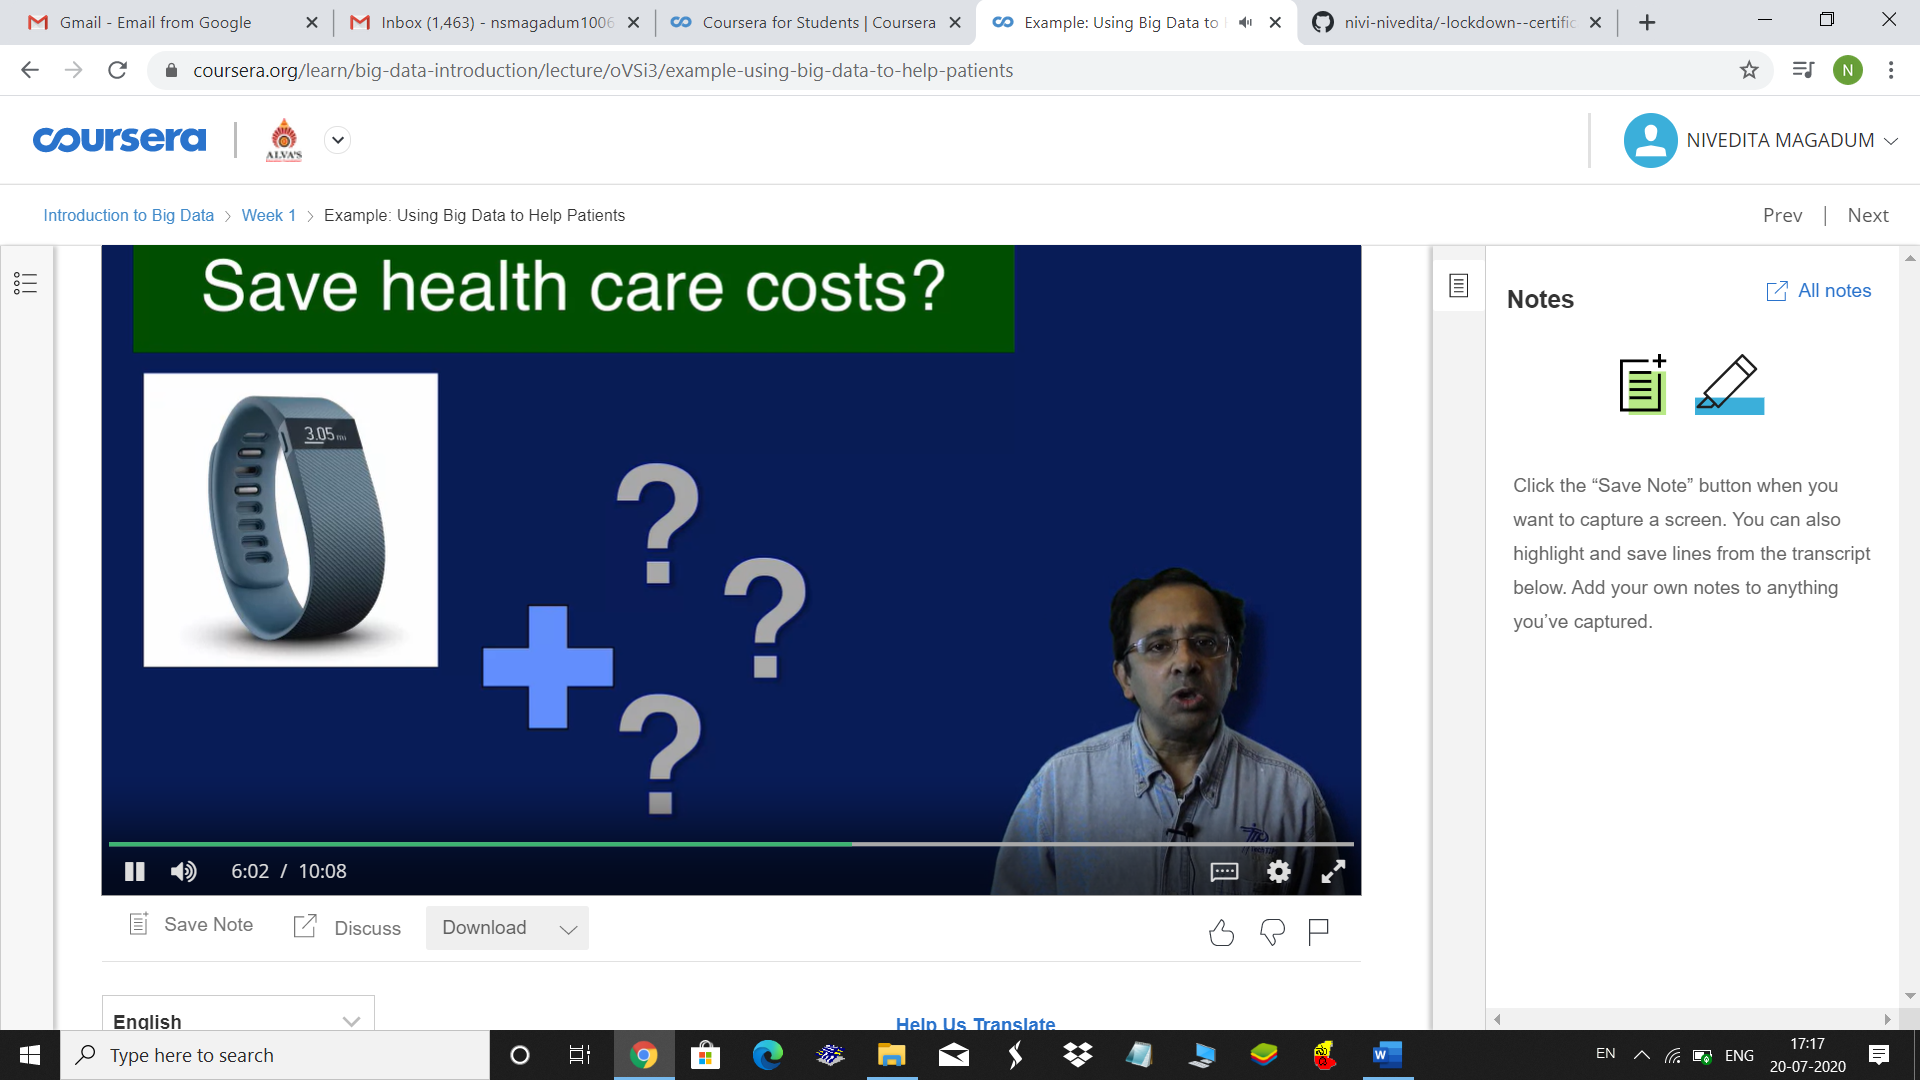 Gmail - Email from Google
Inbox (1,463) - nsmagadum1006
Coursera for Students | Coursera
Example: Using Big Data to
nivi-nivedita/-lockdown--certific
coursera.org/learn/big-data-introduction/lecture/oVSi3/example-using-big-data-to-help-patients
N
coursera
ALVA'S
NIVEDITA MAGADUM
Introduction to Big Data
Week 1
Example: Using Big Data to Help Patients
Prev | Next
Save health care costs?
3.05 mi
? ? ?
6:02 / 10:08
Save Note
Discuss
Download
English
Help Us Translate
Notes
All notes
Click the “Save Note” button when you
want to capture a screen. You can also
highlight and save lines from the transcript
below. Add your own notes to anything
you’ve captured.
Type here to search
EN
ENG
17:17
20-07-2020